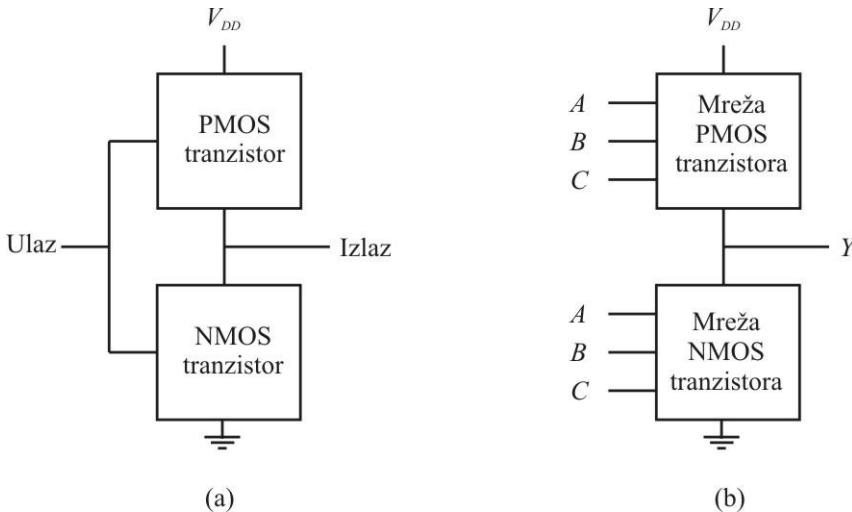 V_DD
PMOS
tranzistor
Ulaz
Izlaz
NMOS
tranzistor
(a)
V_DD
A
B
C
Mreža
PMOS
tranzistora
Y
A
B
C
Mreža
NMOS
tranzistora
(b)